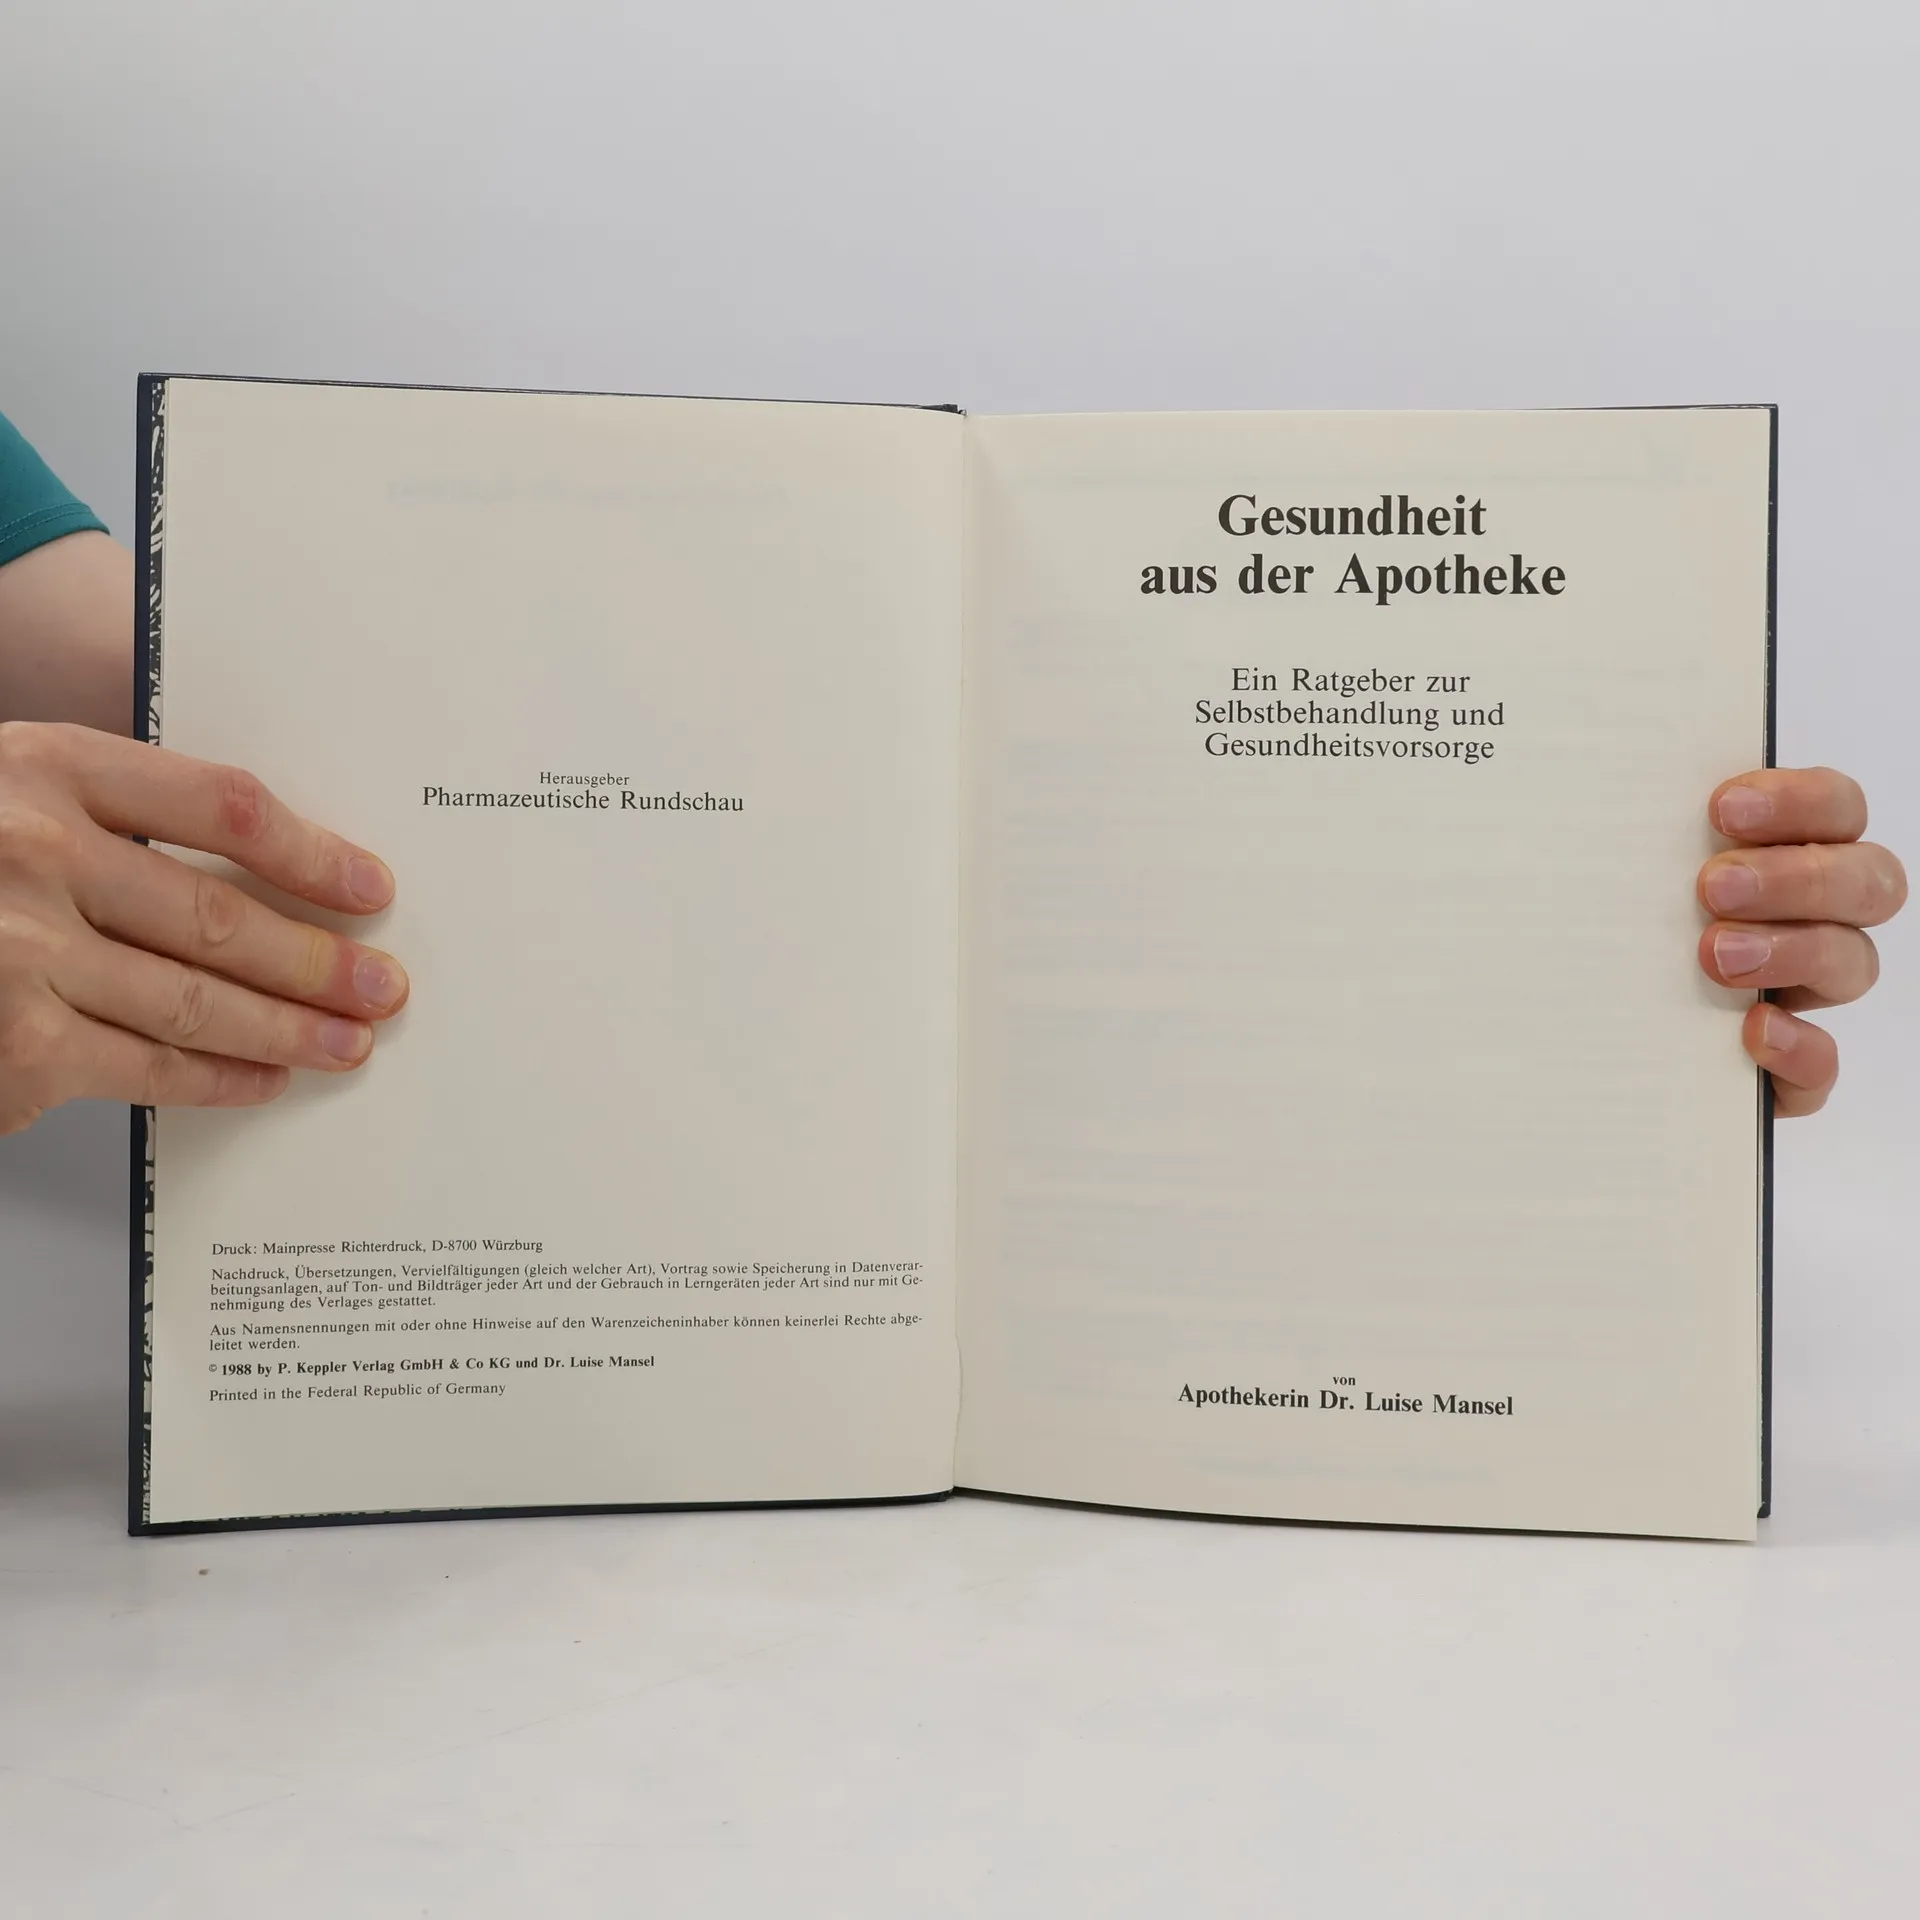 Herausgeber
Pharmazeutische Rundschau
Druck: Mainpresse Richterdruck, D-8700 Würzburg
Nachdruck, Übersetzungen, Vervielfältigungen (gleich welcher Art), Vortrag sowie Speicherung in Datenverar-
beitungsanlagen, auf Ton- und Bildträger jeder Art und der Gebrauch in Lerngeräten jeder Art sind nur mit Ge-
nehmigung des Verlages gestattet.
Aus Namensnennungen mit oder ohne Hinweise auf den Warenzeicheninhaber können keinerlei Rechte abge-
leitet werden.
© 1988 by P. Keppler Verlag GmbH & Co KG und Dr. Luise Mansel
Printed in the Federal Republic of Germany
Gesundheit
aus der Apotheke
Ein Ratgeber zur
Selbstbehandlung und
Gesundheitsvorsorge
von
Apothekerin Dr. Luise Mansel